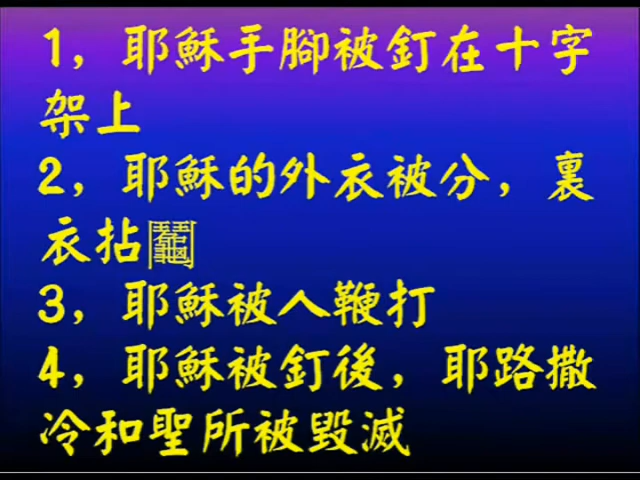 1，耶穌手腳被釘在十字
架上
2，耶穌的外衣被分，裏
衣拈鬮
3，耶穌被人鞭打
4，耶穌被釘後，耶路撒
冷和聖所被毀滅